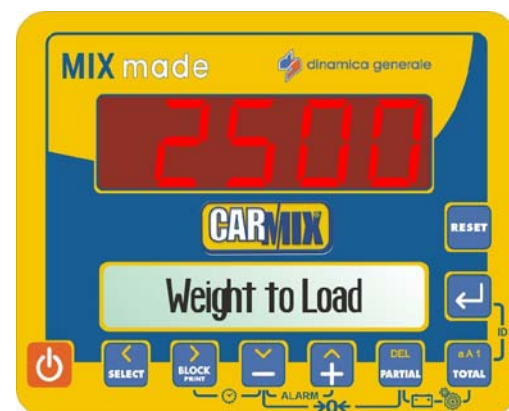 MIX made
dinamica generale
2500
CARMIX
RESET
Weight to Load
ID
SELECT
BLOCK
PRINT
DEL
PARTIAL
a A 1
TOTAL
ALARM
→0←